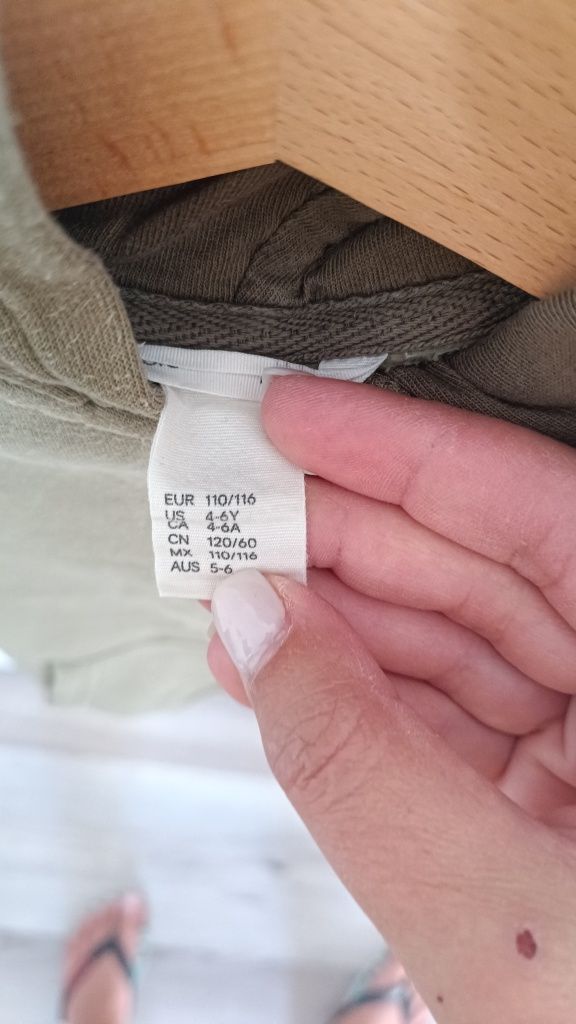 EUR 110/116
US 4-6Y
CA 4-6A
CN 120/60
MX 110/116
AUS 5-6